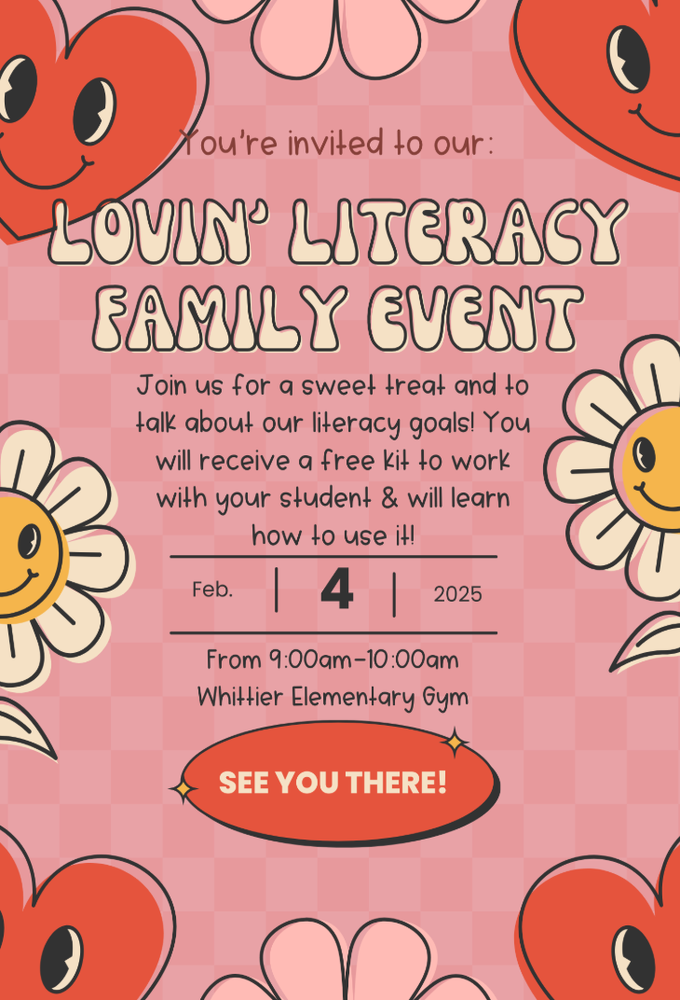 You're invited to our:
LOVIN' LITERACY
FAMILY EVENT
Join us for a sweet treat and to
talk about our literacy goals! You
will receive a free kit to work
with your student & will learn
how to use it!
Feb. | 4 | 2025
From 9:00am-10:00am
Whittier Elementary Gym
SEE YOU THERE!